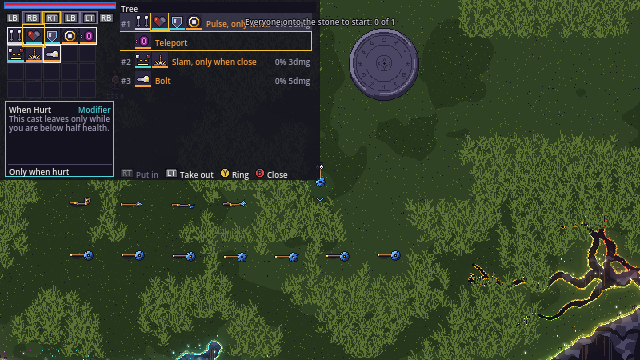 LB RB RT LB LT RB
Tree
#1 Pulse, only
Everyone onto the stone to start: 0 of 1
Teleport
#2 Slam, only when close 0% 3dmg
#3 Bolt 0% 5dmg
When Hurt Modifier
This cast leaves only while
you are below half health.
Only when hurt
RT Put in LT Take out Y Ring B Close